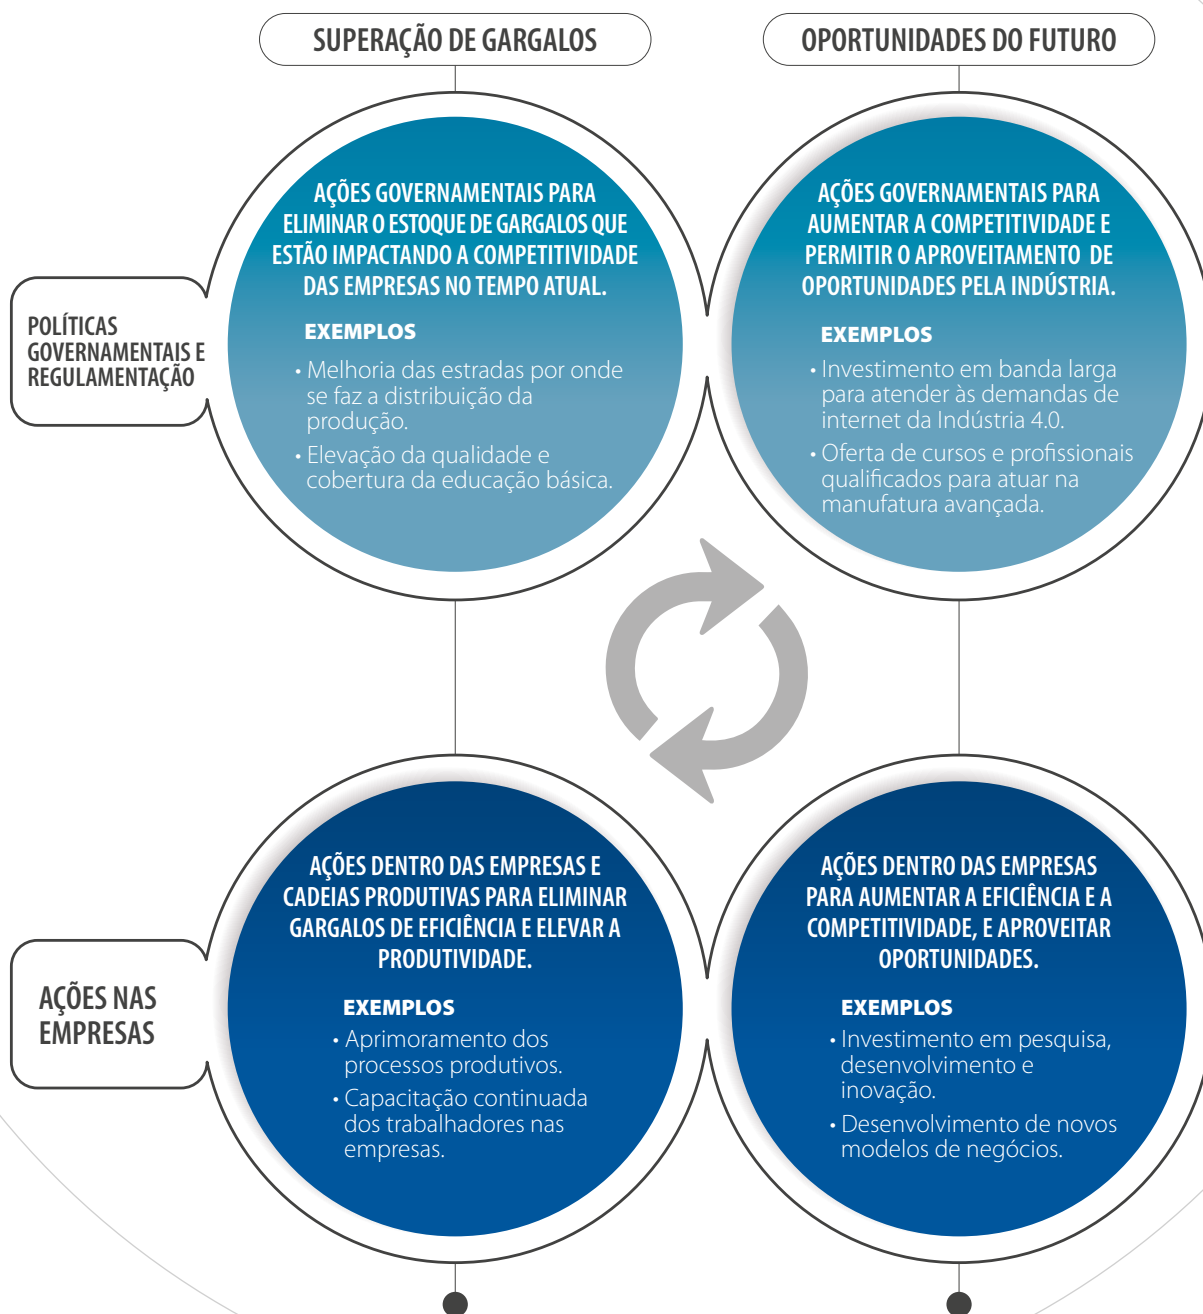 SUPERAÇÃO DE GARGALOS
OPORTUNIDADES DO FUTURO
POLÍTICAS
GOVERNAMENTAIS E
REGULAMENTAÇÃO
AÇÕES GOVERNAMENTAIS PARA
ELIMINAR O ESTOQUE DE GARGALOS QUE
ESTÃO IMPACTANDO A COMPETITIVIDADE
DAS EMPRESAS NO TEMPO ATUAL.
EXEMPLOS
• Melhoria das estradas por onde
se faz a distribuição da
produção.
• Elevação da qualidade e
cobertura da educação básica.
AÇÕES GOVERNAMENTAIS PARA
AUMENTAR A COMPETITIVIDADE E
PERMITIR O APROVEITAMENTO DE
OPORTUNIDADES PELA INDÚSTRIA.
EXEMPLOS
• Investimento em banda larga
para atender às demandas de
internet da Indústria 4.0.
• Oferta de cursos e profissionais
qualificados para atuar na
manufatura avançada.
AÇÕES NAS
EMPRESAS
AÇÕES DENTRO DAS EMPRESAS E
CADEIAS PRODUTIVAS PARA ELIMINAR
GARGALOS DE EFICIÊNCIA E ELEVAR A
PRODUTIVIDADE.
EXEMPLOS
• Aprimoramento dos
processos produtivos.
• Capacitação continuada
dos trabalhadores nas
empresas.
AÇÕES DENTRO DAS EMPRESAS
PARA AUMENTAR A EFICIÊNCIA E A
COMPETITIVIDADE, E APROVEITAR
OPORTUNIDADES.
EXEMPLOS
• Investimento em pesquisa,
desenvolvimento e
inovação.
• Desenvolvimento de novos
modelos de negócios.